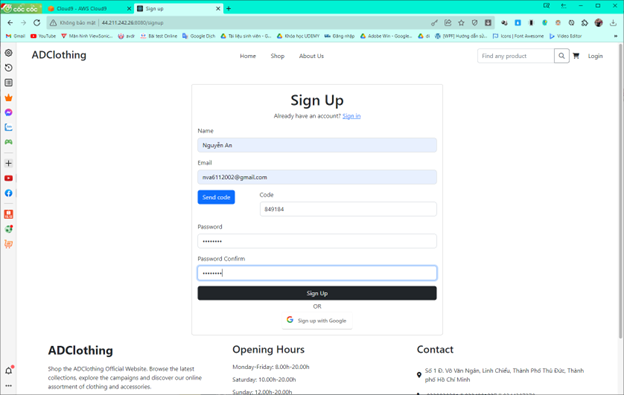 cốc cốc
Cloud9 - AWS Cloud9
Sign up
Không bảo mật
44.211.242.26:8080/signup
Gmail
YouTube
Màn hình ViewSonic
avatar
Bài test Online
Google Dịch
Tài liệu sinh viên - G...
Khóa học UDEMY
Đăng nhập
Adobe Win - Google...
AI
[WPF] Hướng dẫn sử...
Icons | Font Awesome
Video Editor
ADClothing
Home
Shop
About Us
Find any product
Login
Sign Up
Already have an account? Sign in
Name
Nguyễn An
Email
nva6112002@gmail.com
Send code
Code
849184
Password
Password Confirm
Sign Up
OR
Sign up with Google
ADClothing
Opening Hours
Contact
Shop the ADClothing Official Website. Browse the latest
collections, explore the campaigns and discover our online
assortment of clothing and accessories.
Monday-Friday: 8.00h-20.00h
Saturday: 10.00h-20.00h
Sunday: 12.00h-20.00h
Số 1 Đ. Võ Văn Ngân, Linh Chiểu, Thành Phố Thủ Đức, Thành
phố Hồ Chí Minh